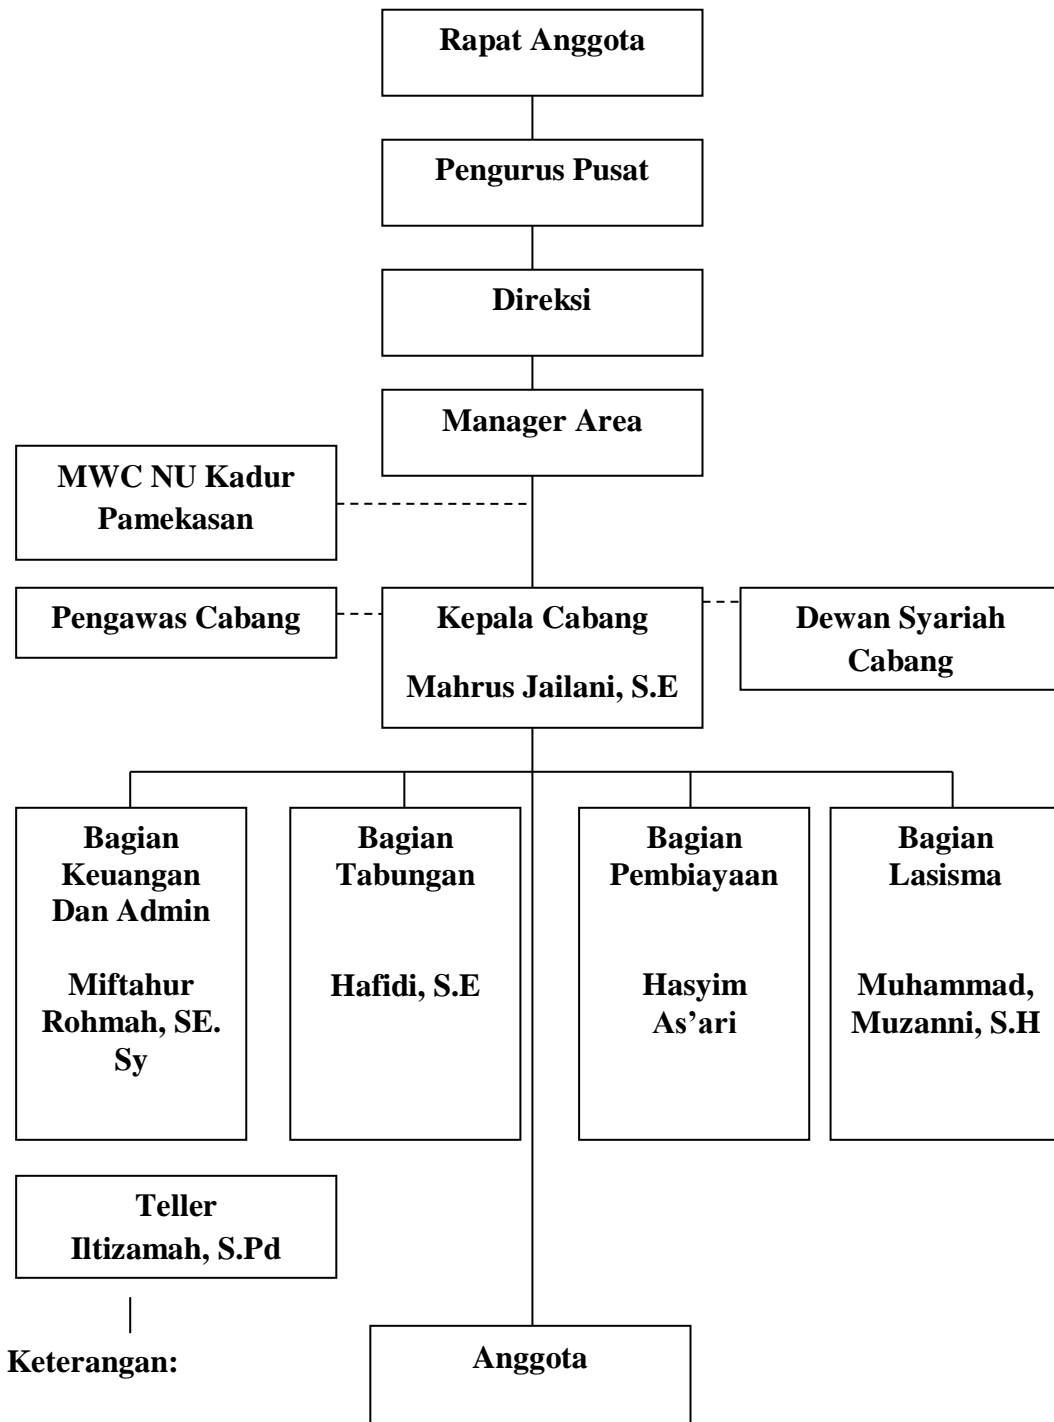 Rapat Anggota
Pengurus Pusat
Direksi
Manager Area
MWC NU Kadur
Pamekasan
Pengawas Cabang
Kepala Cabang
Mahrus Jailani, S.E
Dewan Syariah
Cabang
Bagian
Keuangan
Dan Admin
Miftahur
Rohmah, SE.
Sy
Bagian
Tabungan
Hafidi, S.E
Bagian
Pembiayaan
Hasyim
As’ari
Bagian
Lasisma
Muhammad,
Muzanni, S.H
Teller
Iltizamah, S.Pd
Keterangan:
Anggota